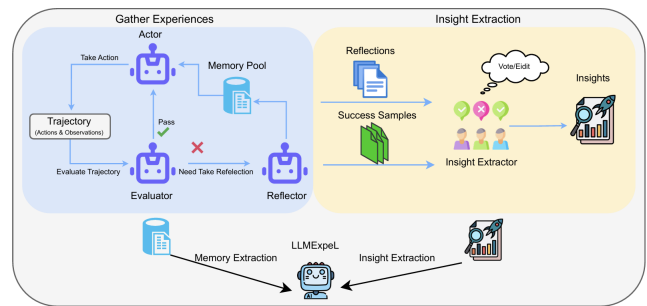 Gather Experiences
Insight Extraction
Actor
Take Action
Memory Pool
Trajectory
(Actions & Observations)
Pass
Evaluate Trajectory
Need Take Refelection
Evaluator
Reflector
Reflections
Success Samples
Vote/Eidit
Insight Extractor
Insights
Memory Extraction
LLMExpeL
Insight Extraction